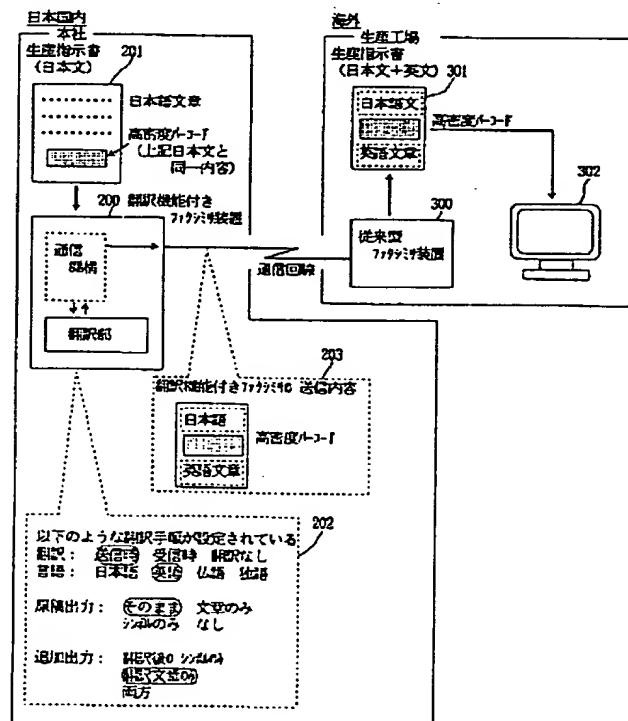 日本国内
本社
生産指示書
(日本文)
201
日本語文章
高密度バーコード
(上記日本文と
同一内容)
200 翻訳機能付き
ファクシミリ装置
通信
機構
翻訳部
通信回線
海外
生産工場
生産指示書
(日本文+英文)
301
日本語文
英語文章
高密度バーコード
302
300
従来型
ファクシミリ装置
203
翻訳機能付きファクシミリの 送信内容
日本語
高密度バーコード
英語文章
202
以下のような翻訳手順が設定されている
翻訳: 送信時 受信時 翻訳なし
言語: 日本語 英語 仏語 独語
原稿出力: そのまま 文章のみ
シンボルのみ なし
追加出力: 翻訳後の シンボルのみ
翻訳文章のみ
両方